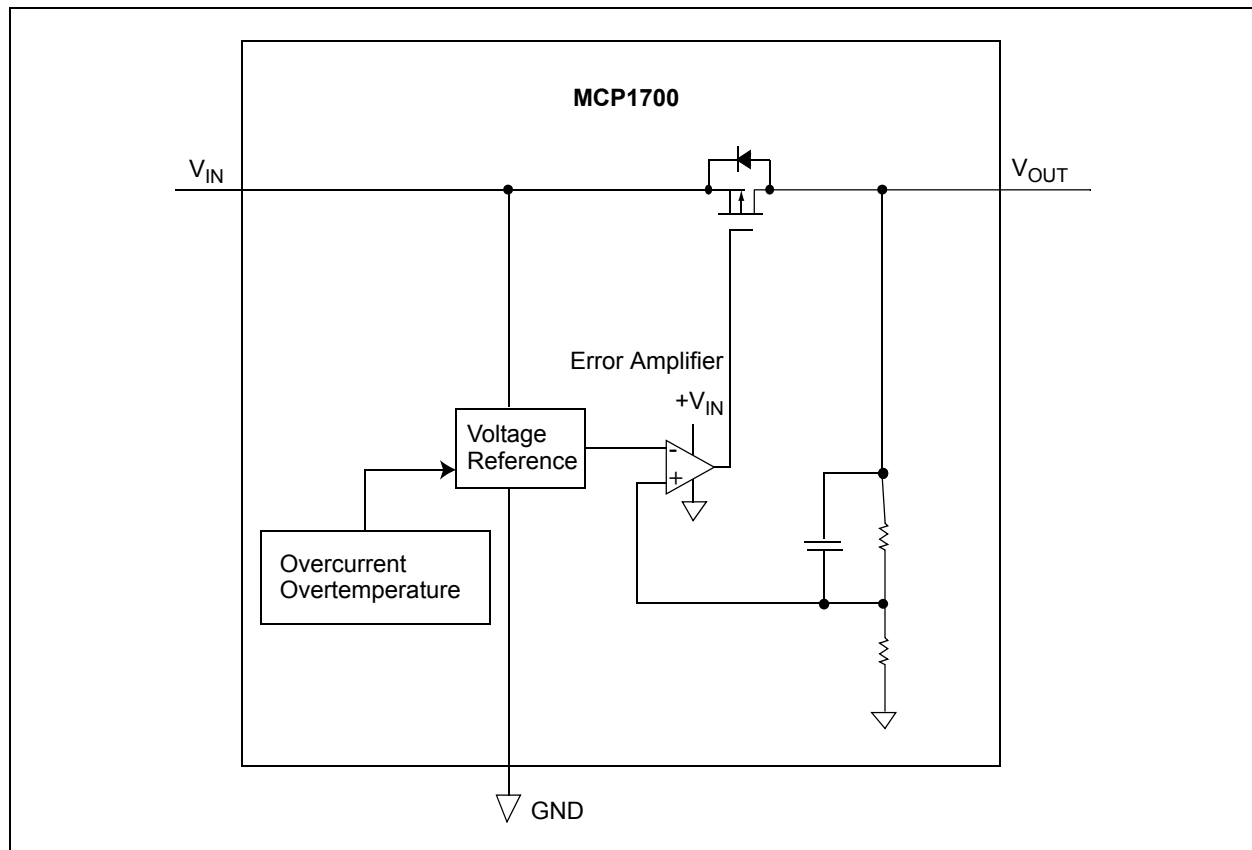 MCP1700
VIN
VOUT
Error Amplifier
+VIN
Voltage
Reference
-
+
Overcurrent
Overtemperature
GND